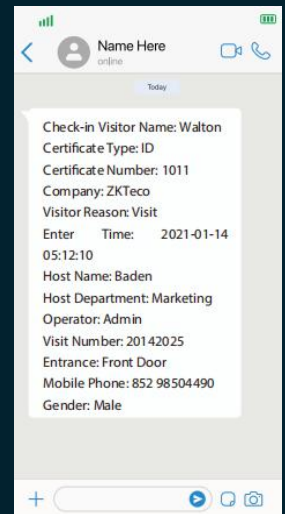 Name Here
online
Today
Check-in Visitor Name: Walton
Certificate Type: ID
Certificate Number: 1011
Company: ZKTeco
Visitor Reason: Visit
Enter Time: 2021-01-14
05:12:10
Host Name: Baden
Host Department: Marketing
Operator: Admin
Visit Number: 20142025
Entrance: Front Door
Mobile Phone: 852 98504490
Gender: Male